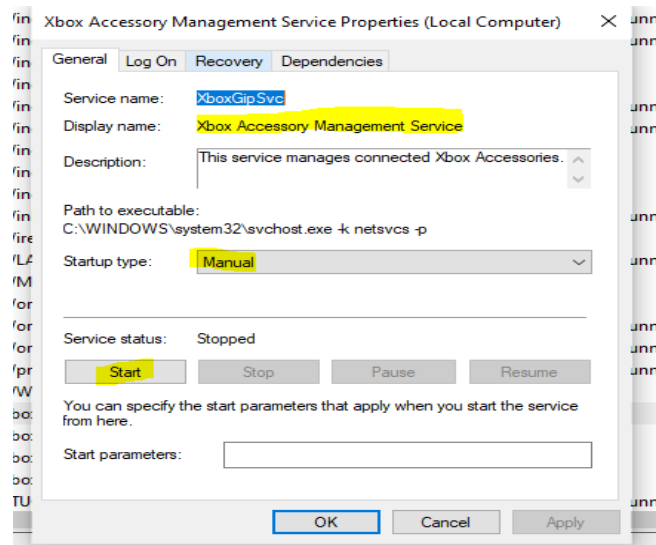 Xbox Accessory Management Service Properties (Local Computer)
General Log On Recovery Dependencies
Service name: XboxGipSvc
Display name: Xbox Accessory Management Service
Description: This service manages connected Xbox Accessories.
Path to executable:
C:\WINDOWS\system32\svchost.exe -k netsvcs -p
Startup type: Manual
Service status: Stopped
Start Stop Pause Resume
You can specify the start parameters that apply when you start the service
from here.
Start parameters:
OK Cancel Apply